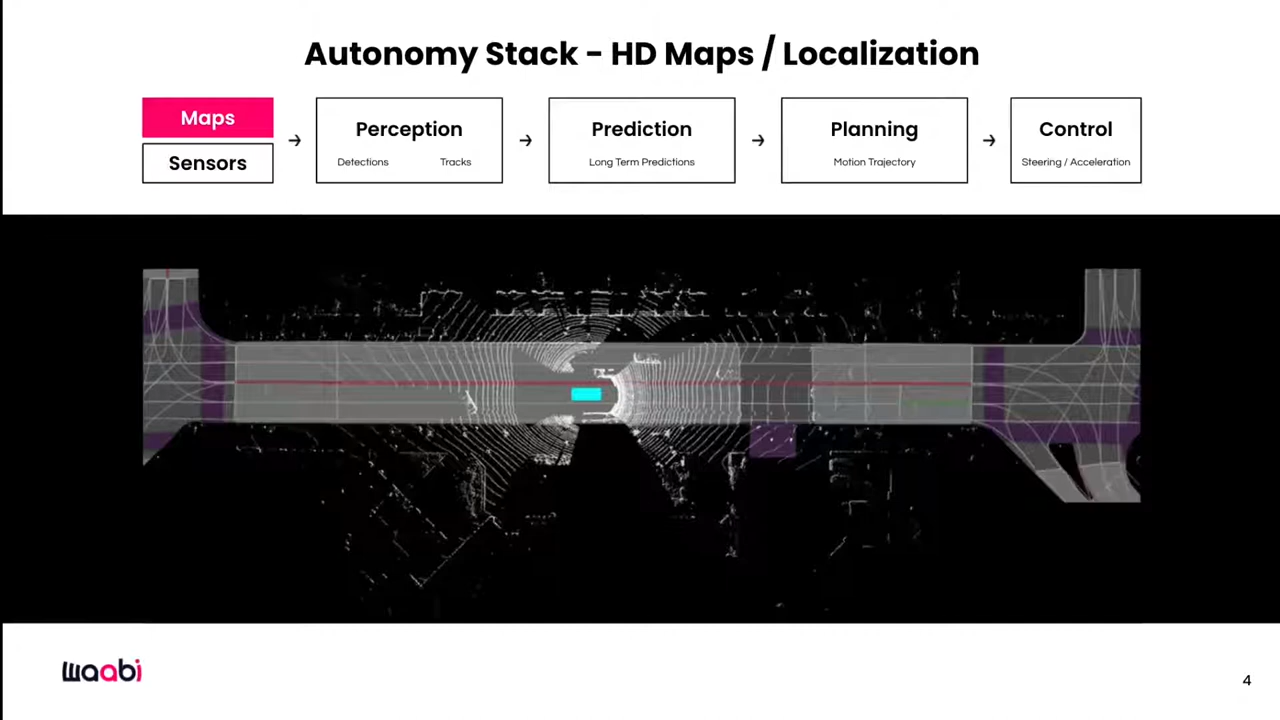 Autonomy Stack - HD Maps / Localization
Maps
Sensors
→
Perception
Detections Tracks
→
Prediction
Long Term Predictions
→
Planning
Motion Trajectory
→
Control
Steering / Acceleration
waabi
4